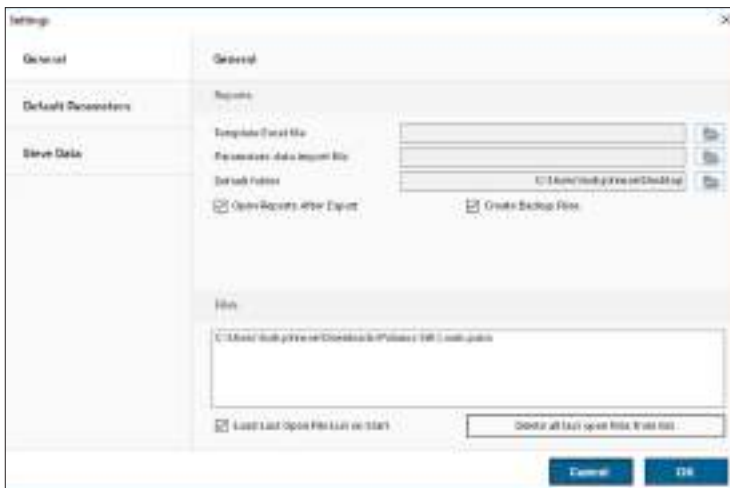 Settings
General
General
Default Parameters
Sieve Data
Reports
Template Excel file
Parameters data import file
Default Folder
Open Reports After Export
Create Backup Files
Files
Load Last Open File List on Start
Delete all last open files from list
Cancel
OK